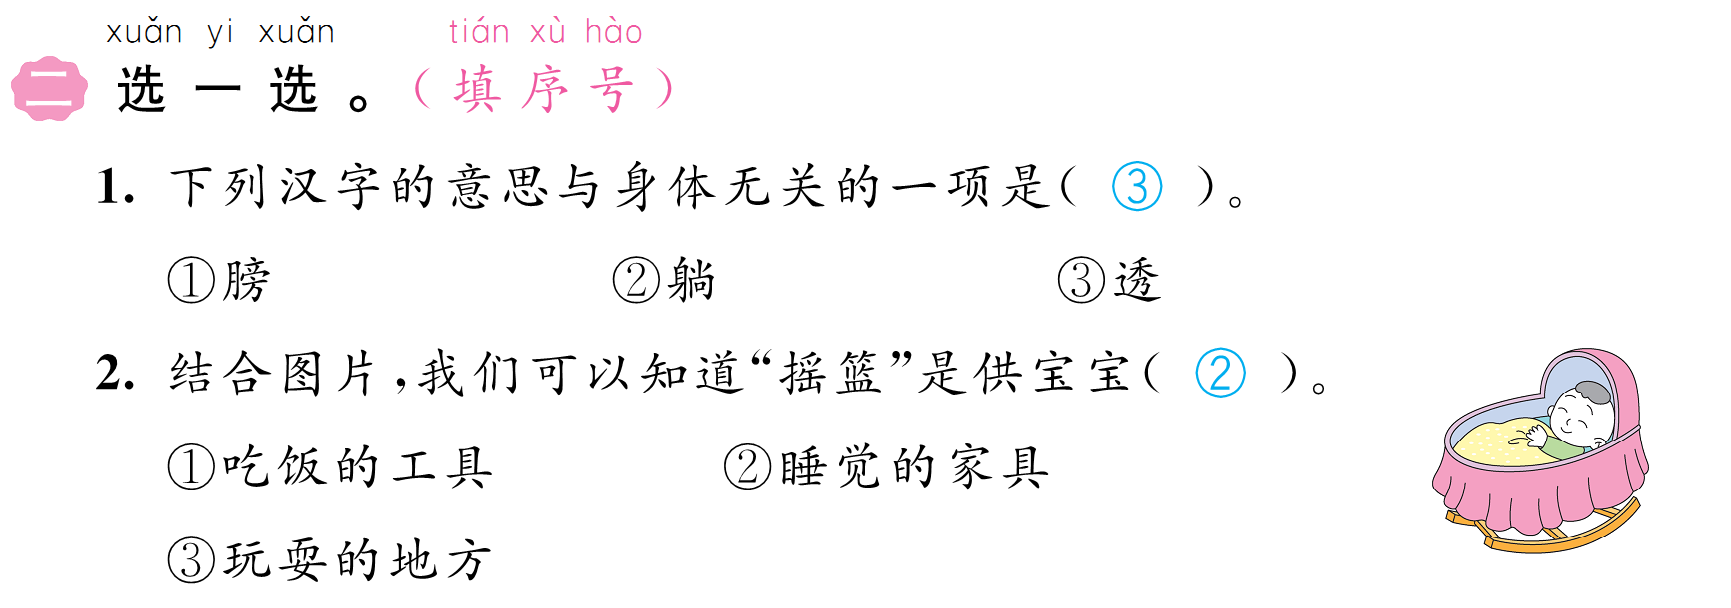 xuǎn yi xuǎn tián xù hào
二 选一选。（填序号）
1. 下列汉字的意思与身体无关的一项是( ③ )。
①膀 ②躺 ③透
2. 结合图片,我们可以知道“摇篮”是供宝宝( ② )。
①吃饭的工具 ②睡觉的家具
③玩耍的地方